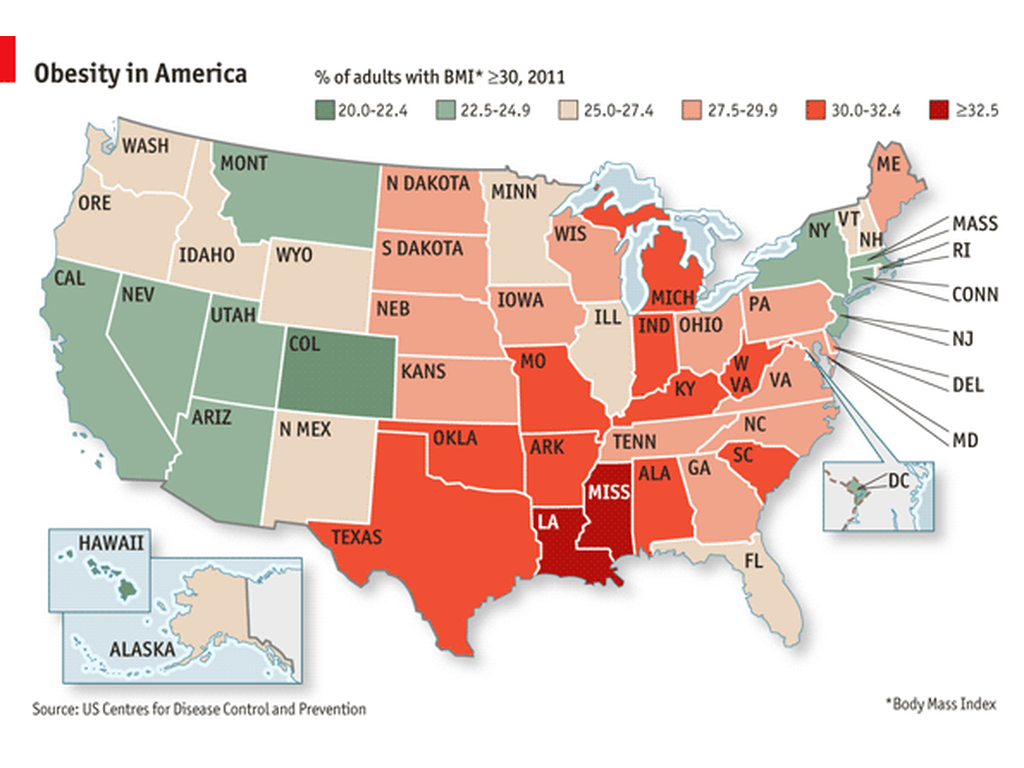 Obesity in America
% of adults with BMI* ≥30, 2011
20.0-22.4 22.5-24.9 25.0-27.4 27.5-29.9 30.0-32.4 ≥32.5
WASH
MONT
ME
N DAKOTA
MINN
ORE
VT
MASS
NY
WIS
NH
RI
S DAKOTA
IDAHO
WYO
CAL
NEV
CONN
IOWA
MICH
PA
NEB
UTAH
ILL
IND
OHIO
NJ
COL
MO
W
VA
KANS
KY
VA
DEL
ARIZ
N MEX
NC
OKLA
TENN
MD
ARK
SC
ALA
GA
DC
MISS
LA
TEXAS
HAWAII
FL
ALASKA
Source: US Centres for Disease Control and Prevention
*Body Mass Index